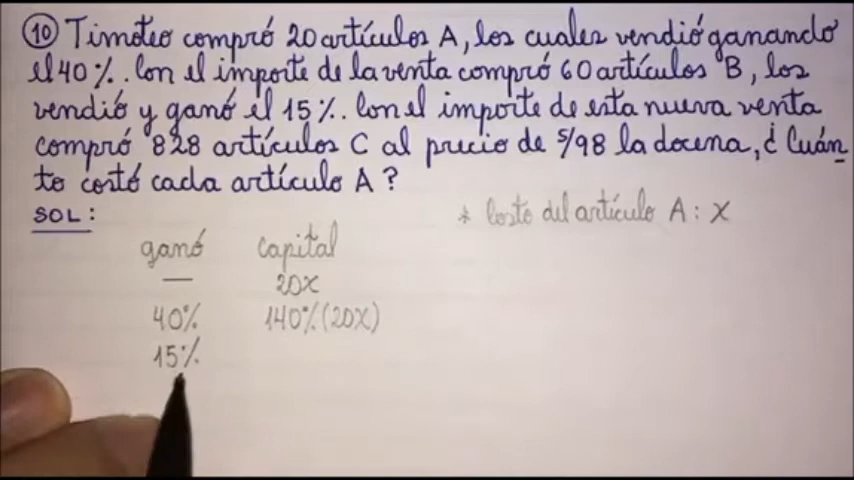 10 Timoteo compró 20 artículos A, los cuales vendió ganando
el 40%. Con el importe de la venta compró 60 artículos B, los
vendió y ganó el 15%. Con el importe de esta nueva venta
compró 828 artículos C al precio de S/98 la docena, ¿Cuán
to costó cada artículo A?
SOL:
* Costo del artículo A: X
ganó capital
— 20X
40% 140%(20X)
15%